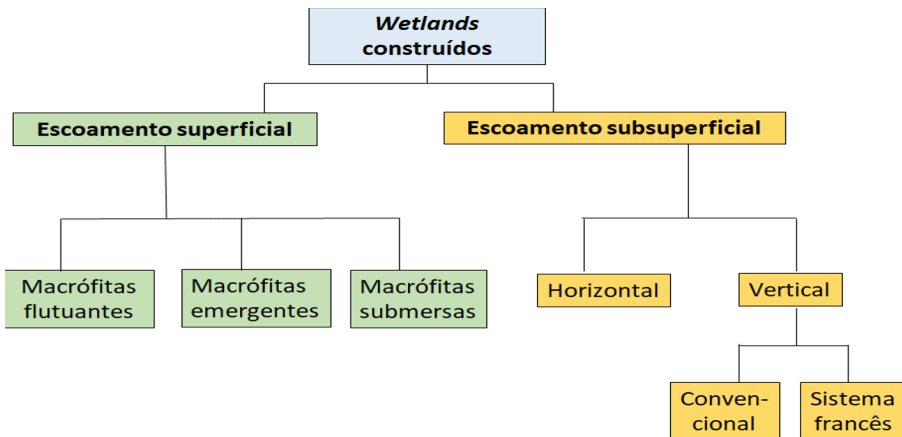 Wetlands
construídos
Escoamento superficial
Escoamento subsuperficial
Macrófitas
flutuantes
Macrófitas
emergentes
Macrófitas
submersas
Horizontal
Vertical
Conven-
cional
Sistema
francês